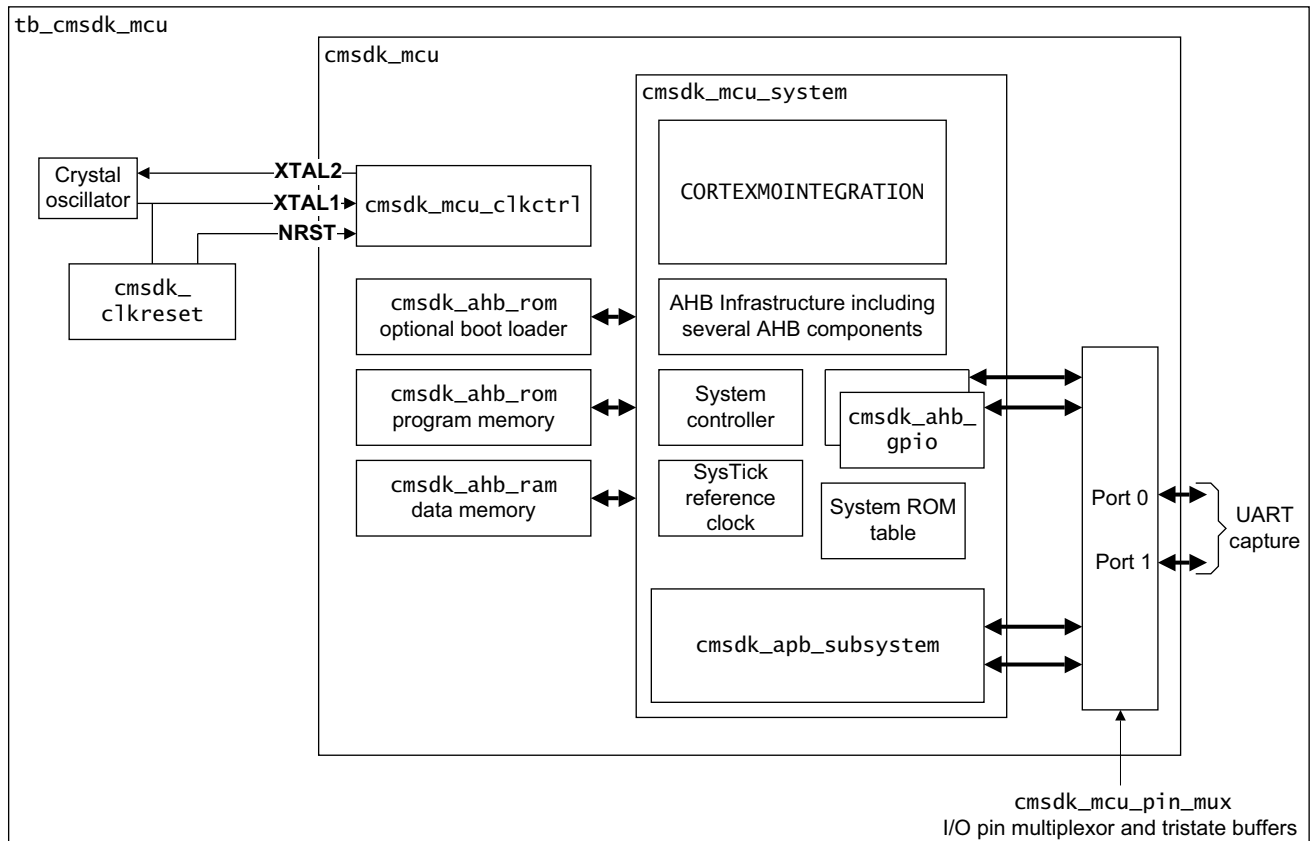 tb_cmsdk_mcu
cmsdk_mcu
cmsdk_mcu_system
CORTEXM0INTEGRATION
Crystal
oscillator
XTAL2
XTAL1
NRST
cmsdk_mcu_clkctrl
cmsdk_
clkreset
cmsdk_ahb_rom
optional boot loader
AHB Infrastructure including
several AHB components
cmsdk_ahb_rom
program memory
System
controller
cmsdk_ahb_
gpio
cmsdk_ahb_ram
data memory
SysTick
reference
clock
System ROM
table
Port 0
Port 1
UART
capture
cmsdk_apb_subsystem
cmsdk_mcu_pin_mux
I/O pin multiplexor and tristate buffers